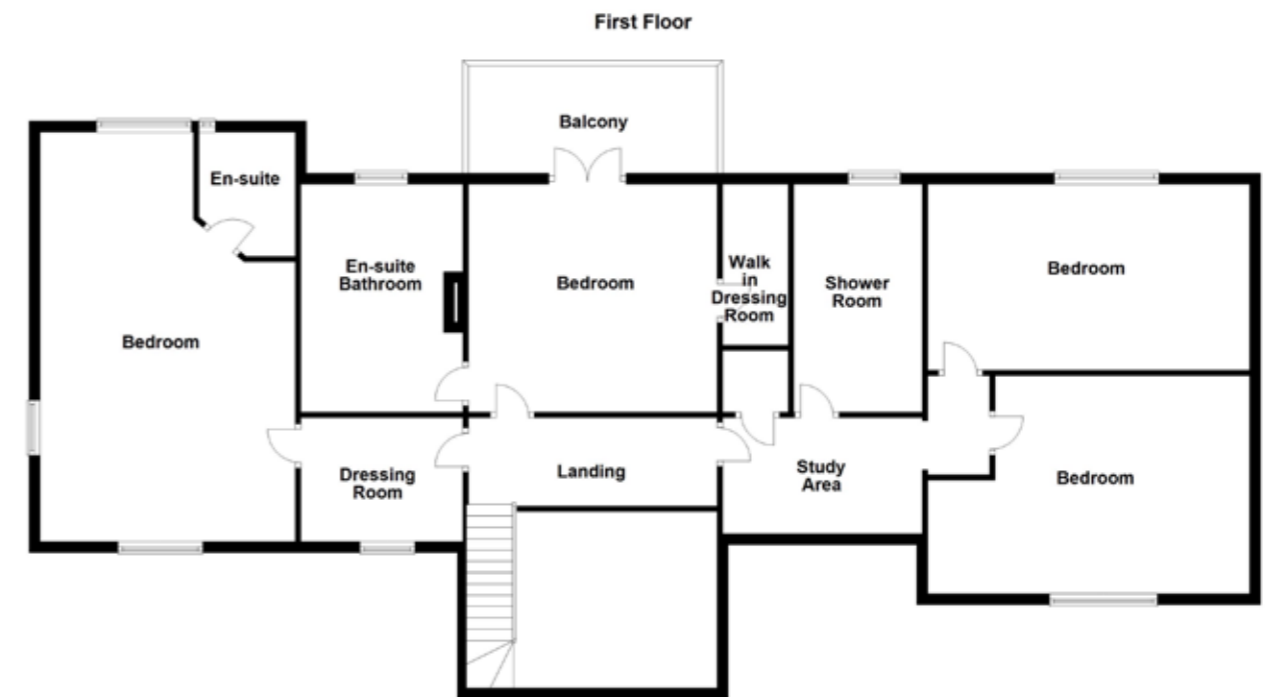 First Floor
Balcony
En-suite
En-suite
Bathroom
Bedroom
Walk
in
Dressing
Room
Shower
Room
Bedroom
Bedroom
Dressing
Room
Landing
Study
Area
Bedroom